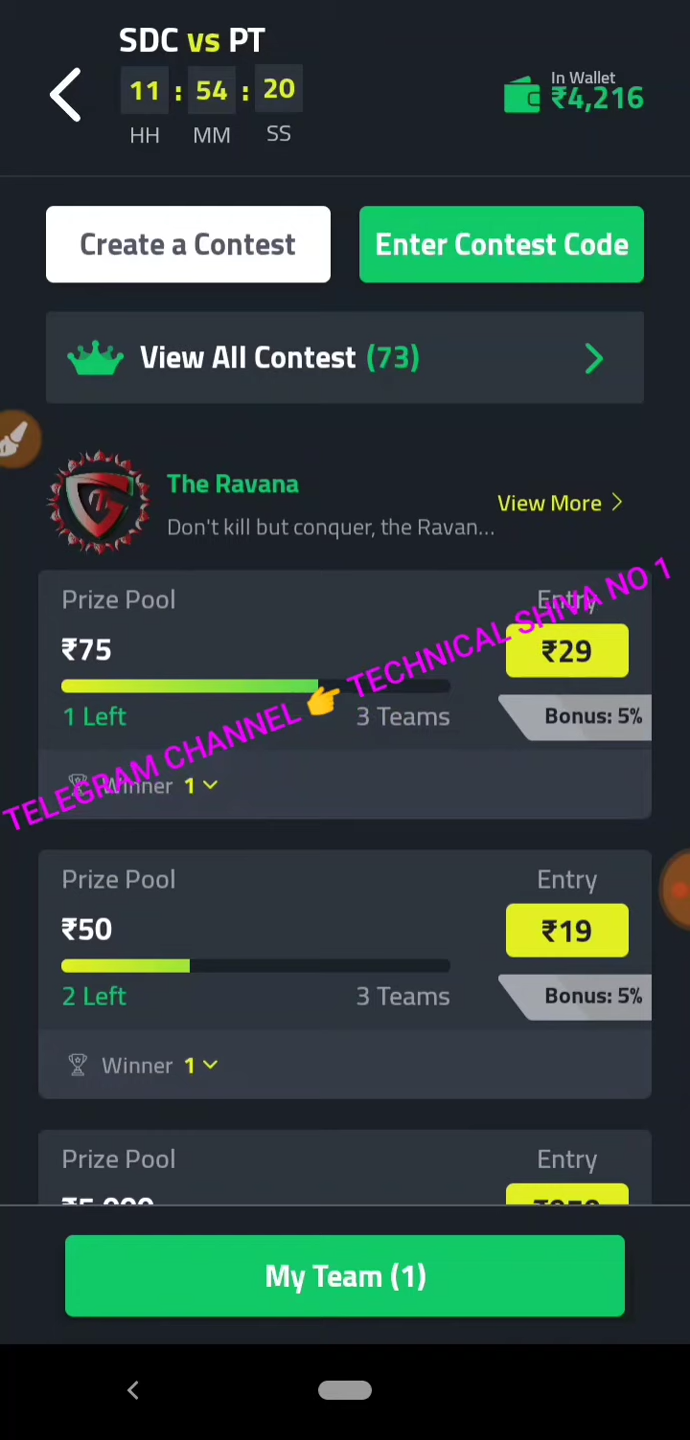 SDC vs PT
11 : 54 : 20
HH MM SS
In Wallet
₹4,216
Create a Contest
Enter Contest Code
View All Contest (73)
The Ravana
Don't kill but conquer, the Ravan...
View More
Prize Pool
Entry
₹75
₹29
1 Left
3 Teams
Bonus: 5%
Winner 1
TELEGRAM CHANNEL 👉 TECHNICAL SHIVA NO 1
Prize Pool
Entry
₹50
₹19
2 Left
3 Teams
Bonus: 5%
Winner 1
Prize Pool
Entry
My Team (1)